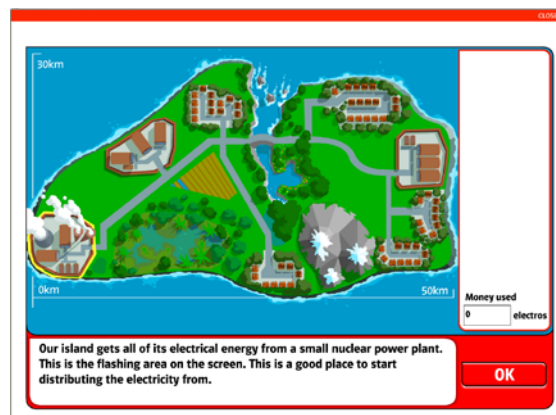 CLOSE
30km
0km
50km
Money used
0 electros
Our island gets all of its electrical energy from a small nuclear power plant.
This is the flashing area on the screen. This is a good place to start
distributing the electricity from.
OK